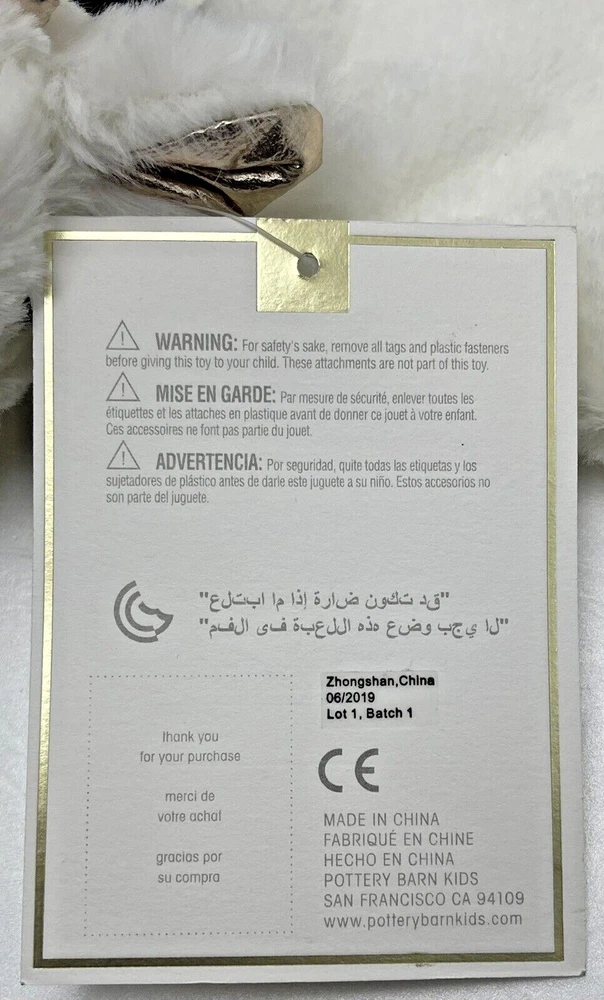 WARNING: For safety's sake, remove all tags and plastic fasteners
before giving this toy to your child. These attachments are not part of this toy.
MISE EN GARDE: Par mesure de sécurité, enlever toutes les
étiquettes et les attaches en plastique avant de donner ce jouet à votre enfant.
Ces accessoires ne font pas partie du jouet.
ADVERTENCIA: Por seguridad, quite todas las etiquetas y los
sujetadores de plástico antes de darle este juguete a su niño. Estos accesorios no
son parte del juguete.
"قد تكون ضارة إذا ما ابتلع"
"لا يجب وضع هذه اللعبة فى الفم"
Zhongshan,China
06/2019
Lot 1, Batch 1
thank you
for your purchase
merci de
votre achat
gracias por
su compra
CE
MADE IN CHINA
FABRIQUÉ EN CHINE
HECHO EN CHINA
POTTERY BARN KIDS
SAN FRANCISCO CA 94109
www.potterybarnkids.com